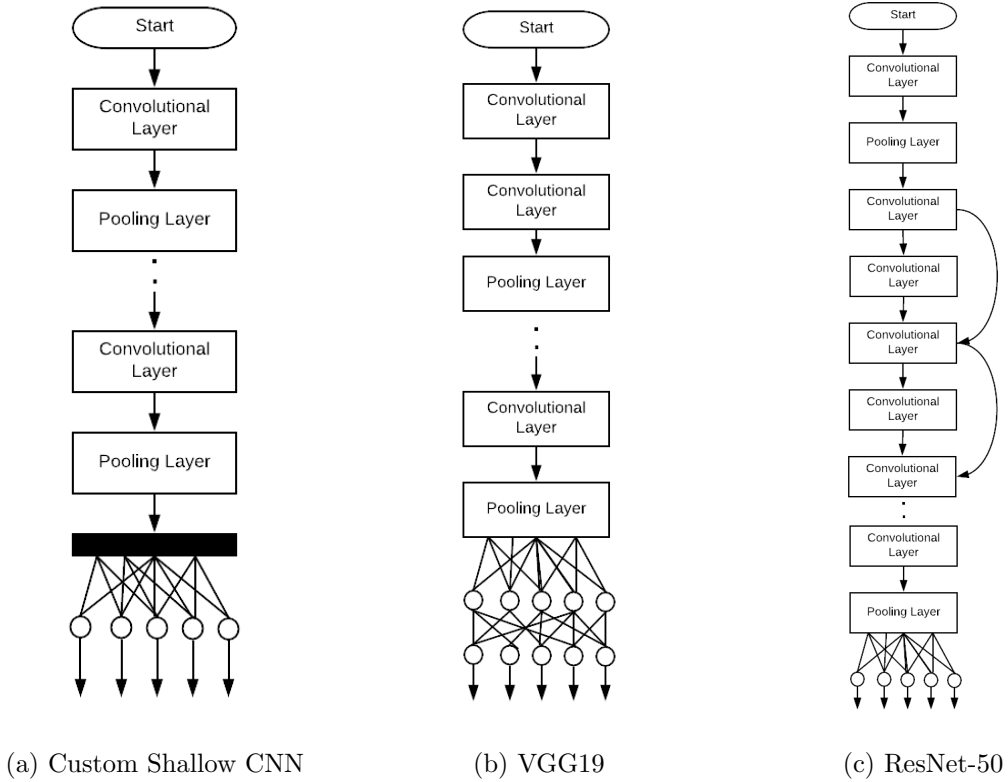 Start
Convolutional
Layer
Pooling Layer
Convolutional
Layer
Pooling Layer
(a) Custom Shallow CNN
Start
Convolutional
Layer
Convolutional
Layer
Pooling Layer
Convolutional
Layer
Pooling Layer
(b) VGG19
Start
Convolutional
Layer
Pooling Layer
Convolutional
Layer
Convolutional
Layer
Convolutional
Layer
Convolutional
Layer
Convolutional
Layer
Convolutional
Layer
Pooling Layer
(c) ResNet-50